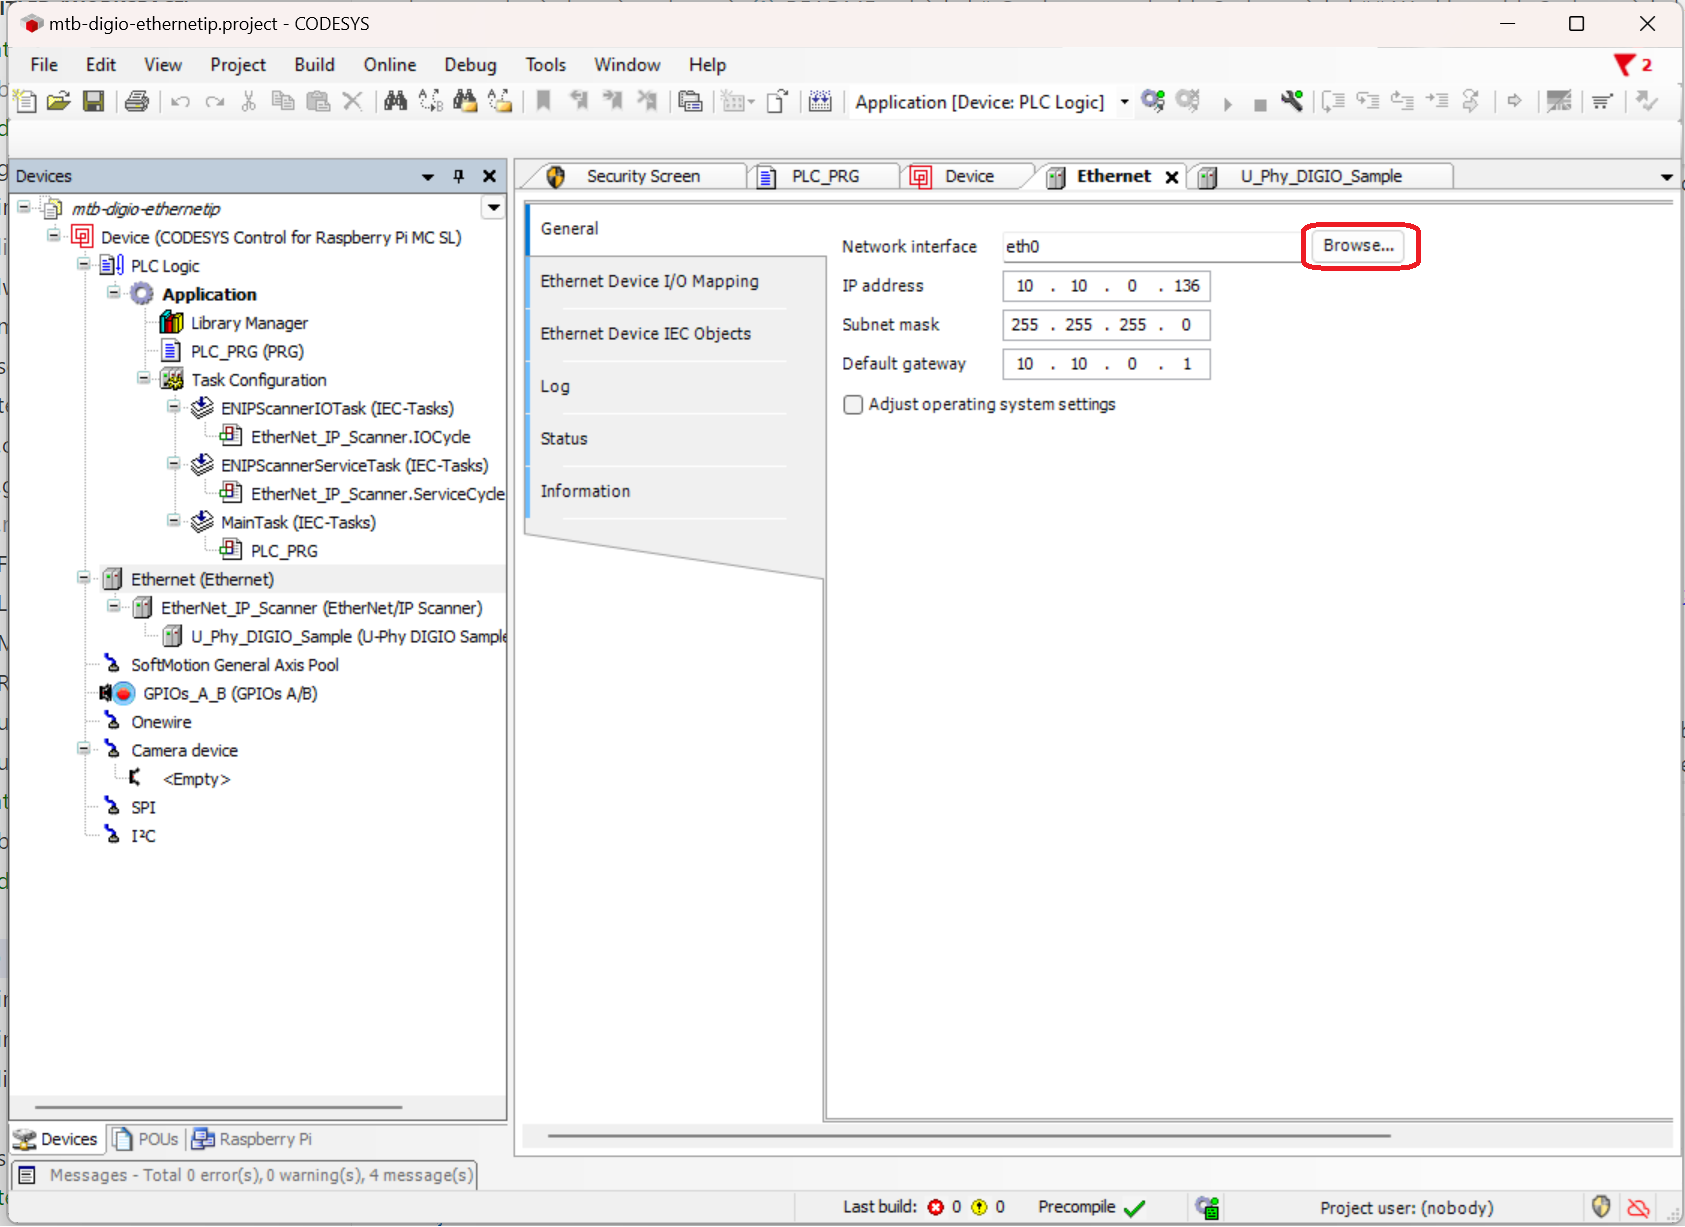 mtb-digio-ethernetip.project - CODESYS
File Edit View Project Build Online Debug Tools Window Help
2
Application [Device: PLC Logic]
Devices
mtb-digio-ethernetip
Device (CODESYS Control for Raspberry Pi MC SL)
PLC Logic
Application
Library Manager
PLC_PRG (PRG)
Task Configuration
ENIPScannerIOTask (IEC-Tasks)
EtherNet_IP_Scanner.IOCycle
ENIPScannerServiceTask (IEC-Tasks)
EtherNet_IP_Scanner.ServiceCycle
MainTask (IEC-Tasks)
PLC_PRG
Ethernet (Ethernet)
EtherNet_IP_Scanner (EtherNet/IP Scanner)
U_Phy_DIGIO_Sample (U-Phy DIGIO Sample
SoftMotion General Axis Pool
GPIOs_A_B (GPIOs A/B)
Onewire
Camera device
<Empty>
SPI
I²C
Devices POUs Raspberry Pi
Security Screen PLC_PRG Device Ethernet U_Phy_DIGIO_Sample
General
Ethernet Device I/O Mapping
Ethernet Device IEC Objects
Log
Status
Information
Network interface eth0 Browse...
IP address 10 . 10 . 0 . 136
Subnet mask 255 . 255 . 255 . 0
Default gateway 10 . 10 . 0 . 1
Adjust operating system settings
Messages - Total 0 error(s), 0 warning(s), 4 message(s)
Last build: 0 0 Precompile Project user: (nobody)